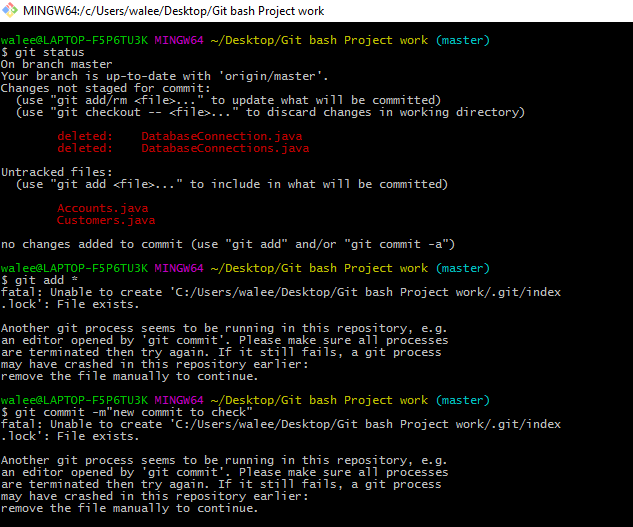 MINGW64:/c/Users/walee/Desktop/Git bash Project work
walee@LAPTOP-F5P6TU3K MINGW64 ~/Desktop/Git bash Project work (master)
$ git status
On branch master
Your branch is up-to-date with 'origin/master'.
Changes not staged for commit:
  (use "git add/rm <file>..." to update what will be committed)
  (use "git checkout -- <file>..." to discard changes in working directory)
        deleted:    DatabaseConnection.java
        deleted:    DatabaseConnections.java
Untracked files:
  (use "git add <file>..." to include in what will be committed)
        Accounts.java
        Customers.java
no changes added to commit (use "git add" and/or "git commit -a")
walee@LAPTOP-F5P6TU3K MINGW64 ~/Desktop/Git bash Project work (master)
$ git add *
fatal: Unable to create 'C:/Users/walee/Desktop/Git bash Project work/.git/index
.lock': File exists.
Another git process seems to be running in this repository, e.g.
an editor opened by 'git commit'. Please make sure all processes
are terminated then try again. If it still fails, a git process
may have crashed in this repository earlier:
remove the file manually to continue.
walee@LAPTOP-F5P6TU3K MINGW64 ~/Desktop/Git bash Project work (master)
$ git commit -m"new commit to check"
fatal: Unable to create 'C:/Users/walee/Desktop/Git bash Project work/.git/index
.lock': File exists.
Another git process seems to be running in this repository, e.g.
an editor opened by 'git commit'. Please make sure all processes
are terminated then try again. If it still fails, a git process
may have crashed in this repository earlier:
remove the file manually to continue.